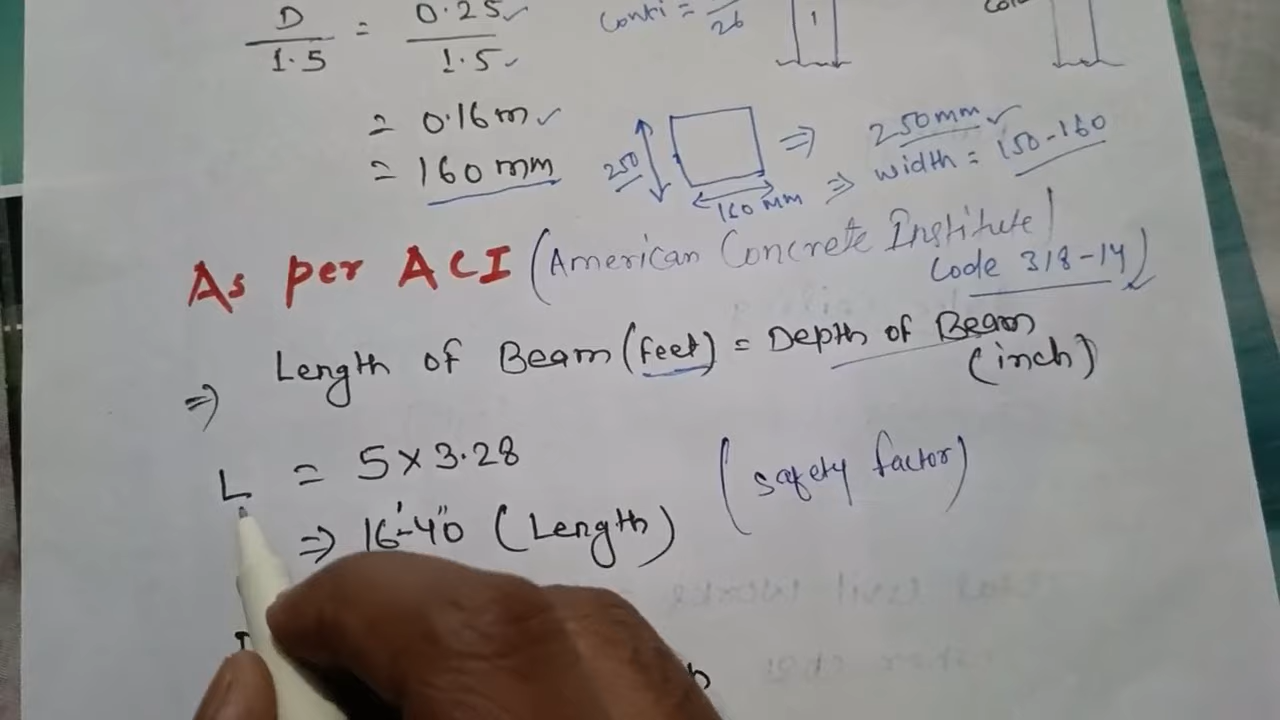 D/1.5 = 0.25/1.5
= 0.16m
= 160 mm
Conti = /26
1
250
160 mm
⇒ 250mm
⇒ width = 150-160
As per ACI (American Concrete Institute)
Code 318-14)
⇒ Length of Beam (feet) = Depth of Beam
(inch)
L = 5×3.28
⇒ 16'-40" (Length)
(safety factor)